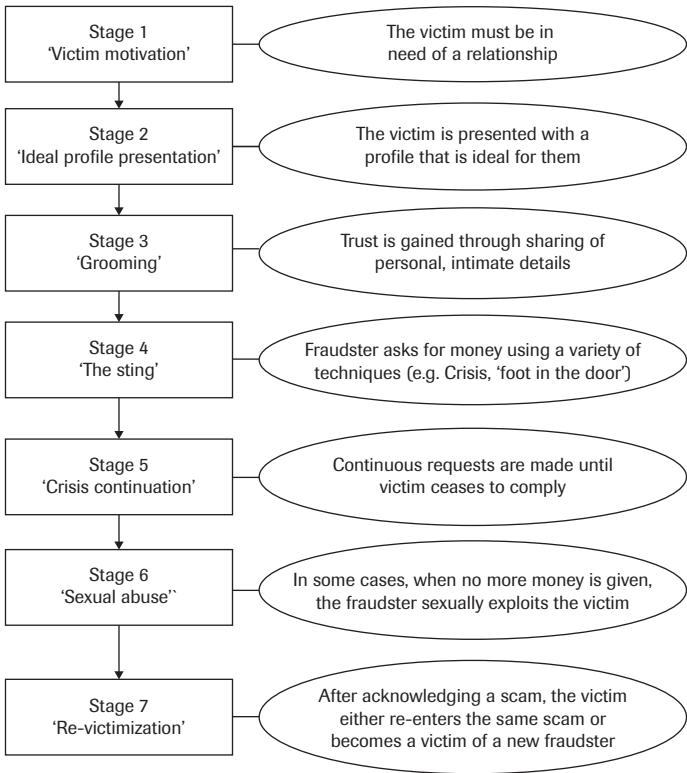 Stage 1
‘Victim motivation’
The victim must be in
need of a relationship
Stage 2
‘Ideal profile presentation’
The victim is presented with a
profile that is ideal for them
Stage 3
‘Grooming’
Trust is gained through sharing of
personal, intimate details
Stage 4
‘The sting’
Fraudster asks for money using a variety of
techniques (e.g. Crisis, ‘foot in the door’)
Stage 5
‘Crisis continuation’
Continuous requests are made until
victim ceases to comply
Stage 6
‘Sexual abuse’`
In some cases, when no more money is given,
the fraudster sexually exploits the victim
Stage 7
‘Re-victimization’
After acknowledging a scam, the victim
either re-enters the same scam or
becomes a victim of a new fraudster